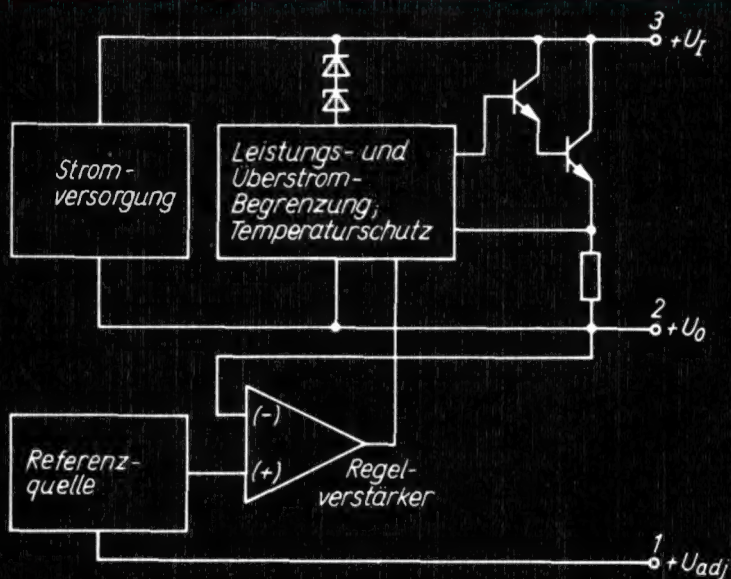 3
+U_I
Strom-
versorgung
Leistungs- und
Überstrom-
Begrenzung,
Temperaturschutz
2
+U_0
(-)
(+)
Regel-
verstärker
Referenz-
quelle
1
+U_adj